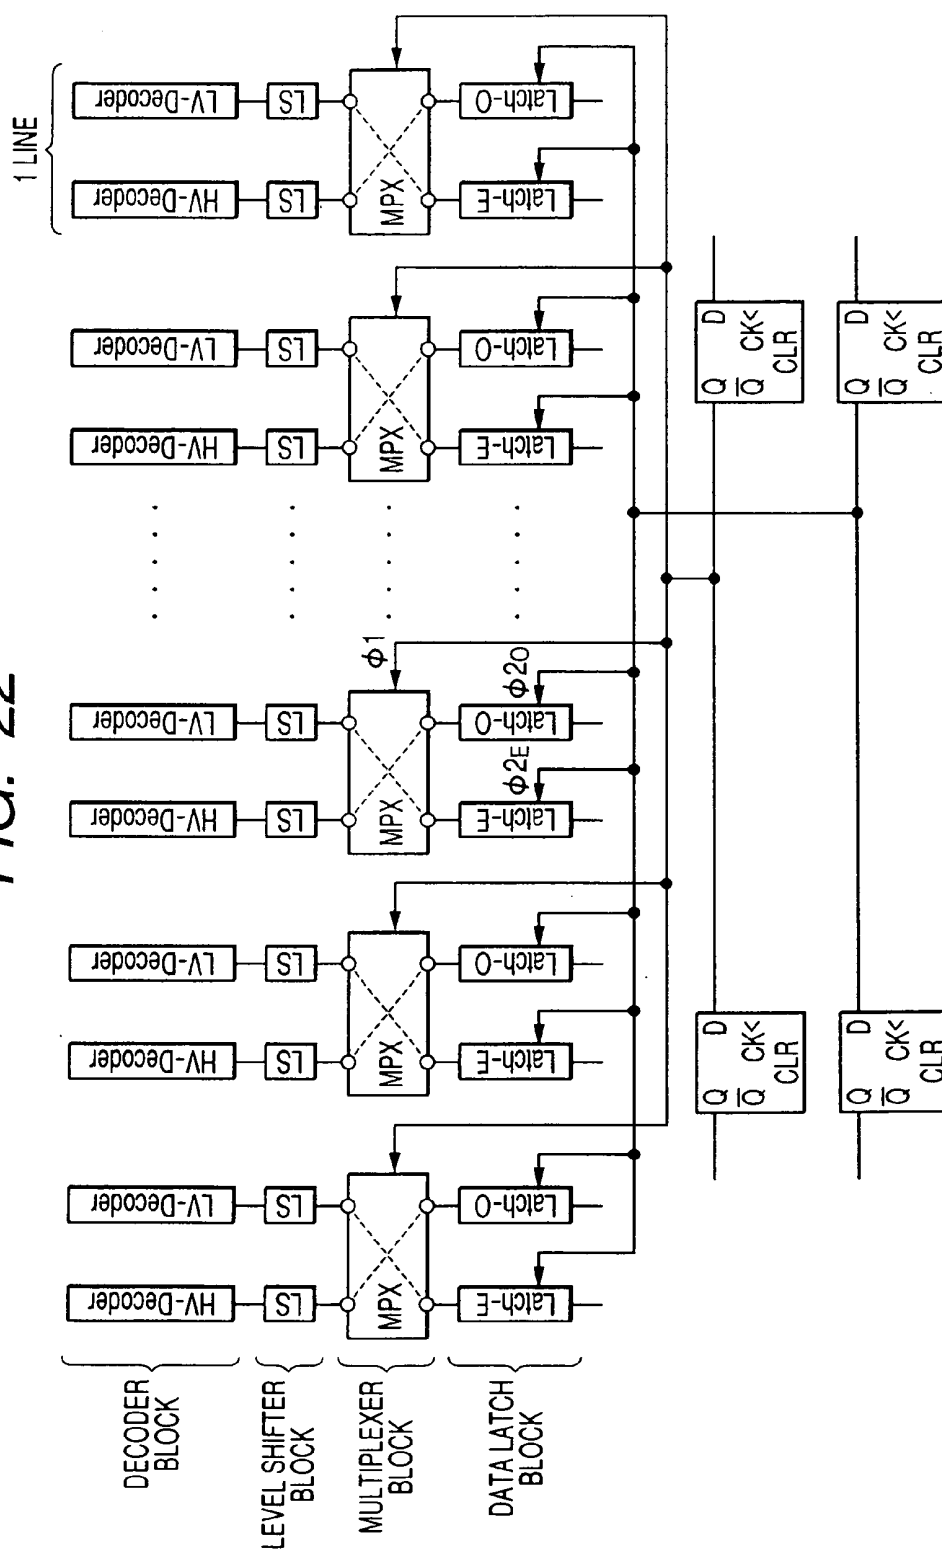 FIG. 22
1 LINE
DECODER
BLOCK
HV-Decoder
LV-Decoder
HV-Decoder
LV-Decoder
HV-Decoder
LV-Decoder
HV-Decoder
LV-Decoder
HV-Decoder
LV-Decoder
LEVEL SHIFTER
BLOCK
LS
LS
LS
LS
LS
LS
LS
LS
LS
LS
MULTIPLEXER
BLOCK
MPX
MPX
MPX
ϕ1
MPX
MPX
DATA LATCH
BLOCK
Latch-E
Latch-O
Latch-E
Latch-O
ϕ2E
Latch-E
ϕ2O
Latch-O
Latch-E
Latch-O
Latch-E
Latch-O
Q D
Q̅ CK<
CLR
Q D
Q̅ CK<
CLR
Q D
Q̅ CK<
CLR
Q D
Q̅ CK<
CLR